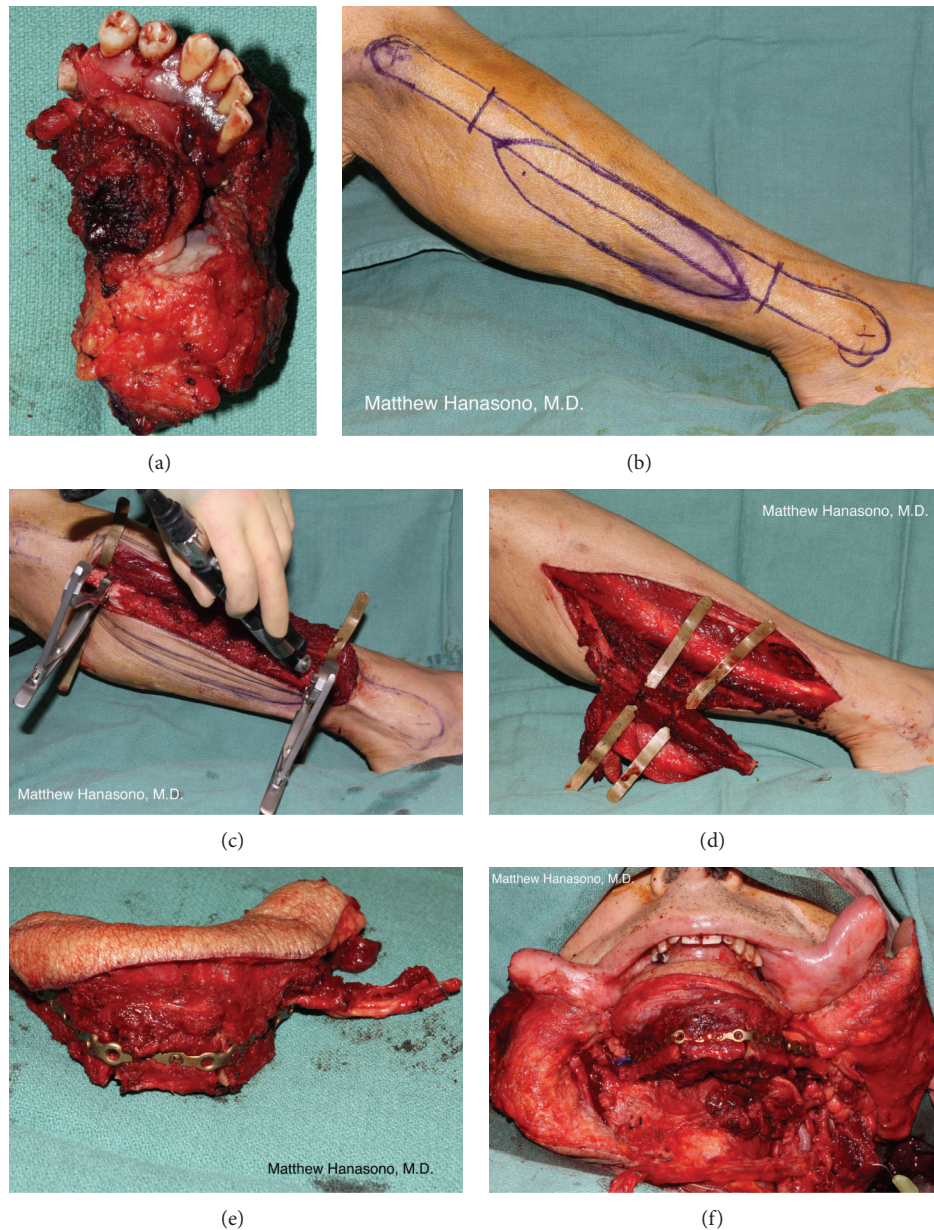 (a)
Matthew Hanasono, M.D.
(b)
Matthew Hanasono, M.D.
(c)
Matthew Hanasono, M.D.
(d)
Matthew Hanasono, M.D.
(e)
Matthew Hanasono, M.D.
(f)